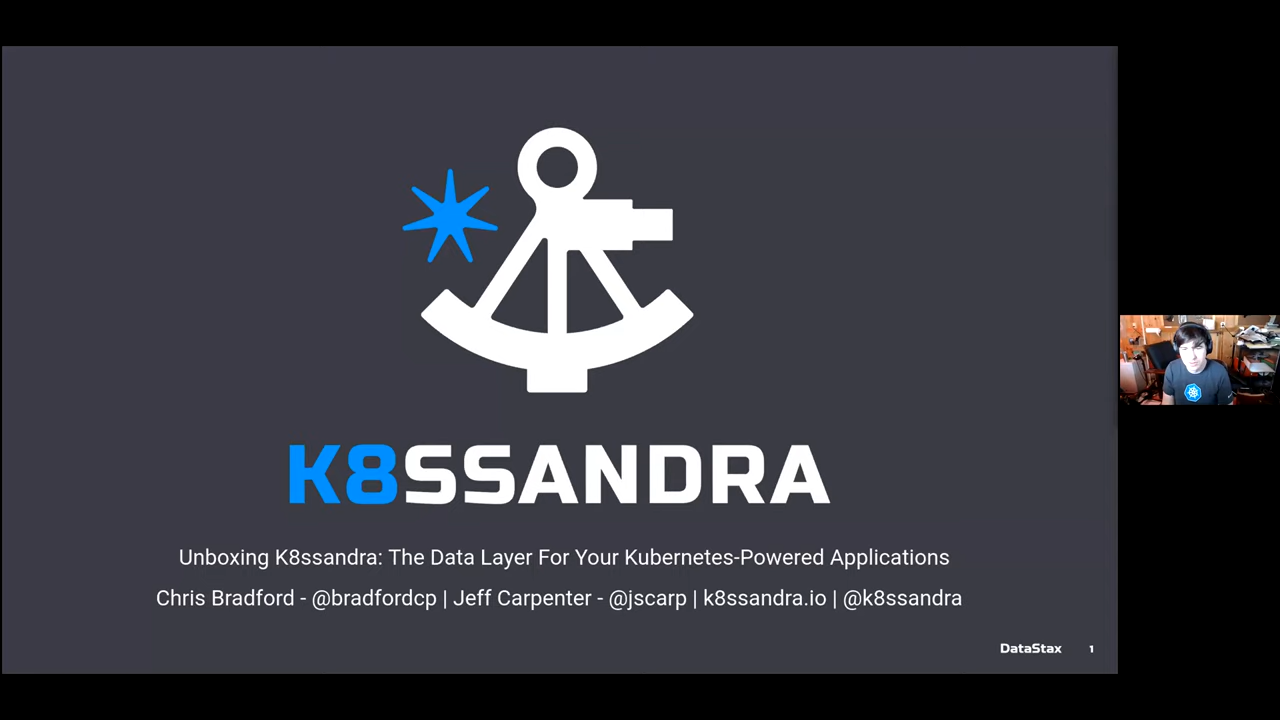 K8SSANDRA
Unboxing K8ssandra: The Data Layer For Your Kubernetes-Powered Applications
Chris Bradford - @bradfordcp | Jeff Carpenter - @jscarp | k8ssandra.io | @k8ssandra
DataStax 1